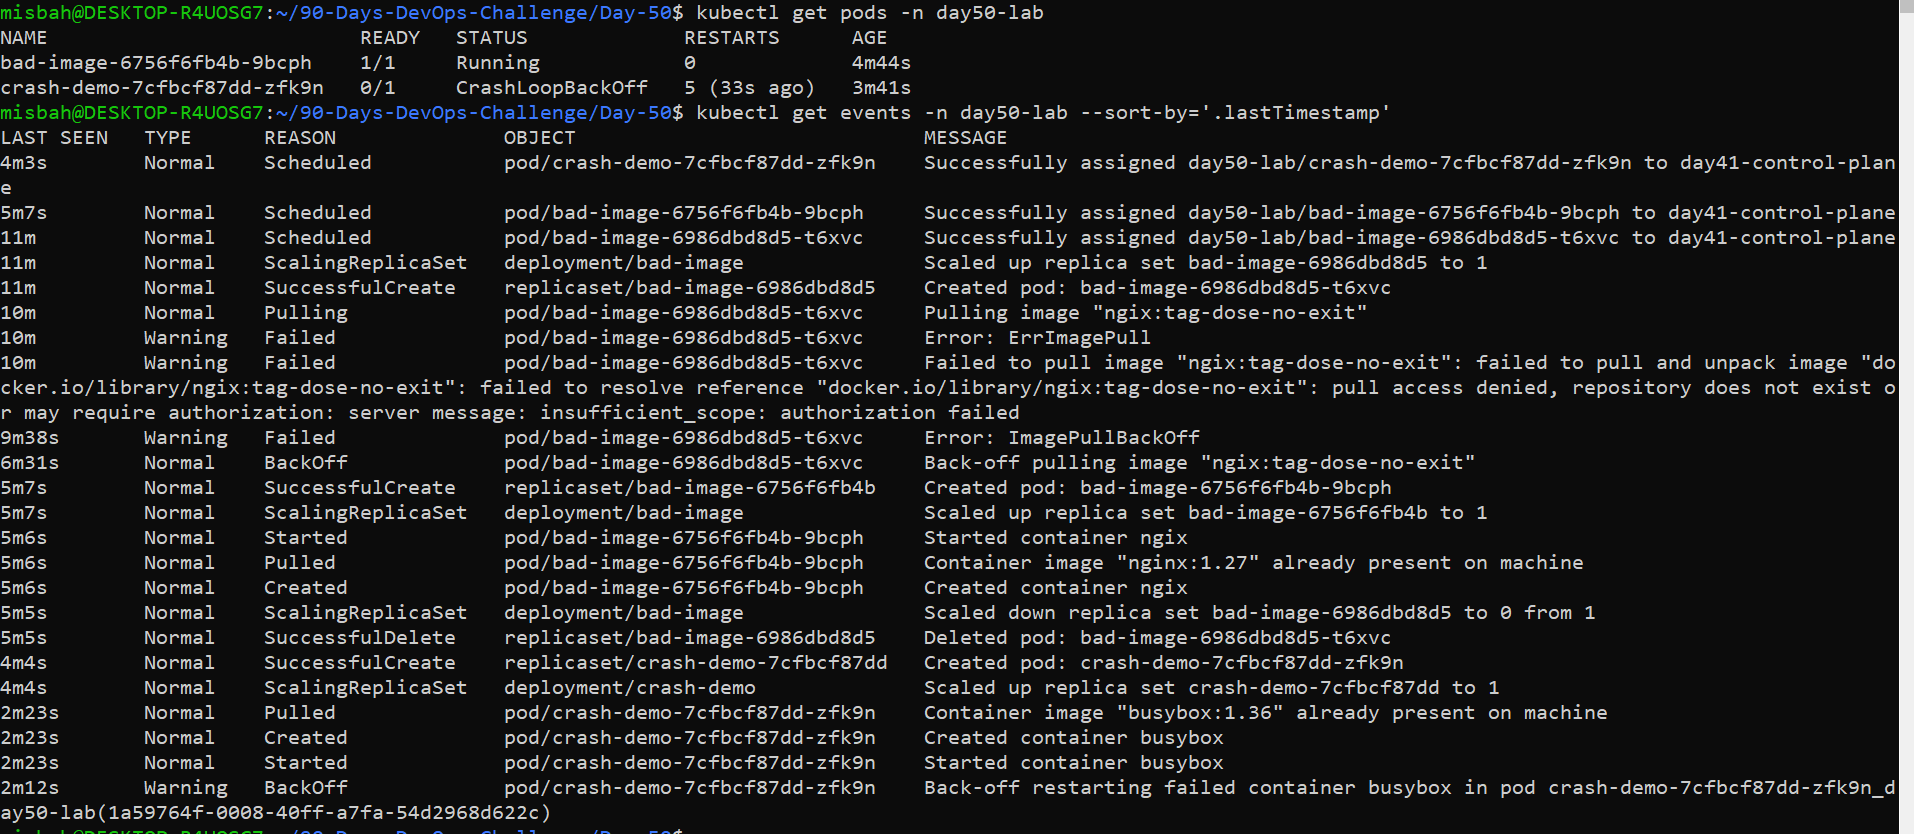 misbah@DESKTOP-R4UOSG7:~/90-Days-DevOps-Challenge/Day-50$ kubectl get pods -n day50-lab
NAME                          READY   STATUS             RESTARTS      AGE
bad-image-6756f6fb4b-9bcph    1/1     Running            0             4m44s
crash-demo-7cfbcf87dd-zfk9n   0/1     CrashLoopBackOff   5 (33s ago)   3m41s
misbah@DESKTOP-R4UOSG7:~/90-Days-DevOps-Challenge/Day-50$ kubectl get events -n day50-lab --sort-by='.lastTimestamp'
LAST SEEN   TYPE      REASON              OBJECT                             MESSAGE
4m3s        Normal    Scheduled           pod/crash-demo-7cfbcf87dd-zfk9n    Successfully assigned day50-lab/crash-demo-7cfbcf87dd-zfk9n to day41-control-plan
e
5m7s        Normal    Scheduled           pod/bad-image-6756f6fb4b-9bcph     Successfully assigned day50-lab/bad-image-6756f6fb4b-9bcph to day41-control-plane
11m         Normal    Scheduled           pod/bad-image-6986dbd8d5-t6xvc     Successfully assigned day50-lab/bad-image-6986dbd8d5-t6xvc to day41-control-plane
11m         Normal    ScalingReplicaSet   deployment/bad-image               Scaled up replica set bad-image-6986dbd8d5 to 1
11m         Normal    SuccessfulCreate    replicaset/bad-image-6986dbd8d5    Created pod: bad-image-6986dbd8d5-t6xvc
10m         Normal    Pulling             pod/bad-image-6986dbd8d5-t6xvc     Pulling image "ngix:tag-dose-no-exit"
10m         Warning   Failed              pod/bad-image-6986dbd8d5-t6xvc     Error: ErrImagePull
10m         Warning   Failed              pod/bad-image-6986dbd8d5-t6xvc     Failed to pull image "ngix:tag-dose-no-exit": failed to pull and unpack image "do
cker.io/library/ngix:tag-dose-no-exit": failed to resolve reference "docker.io/library/ngix:tag-dose-no-exit": pull access denied, repository does not exist o
r may require authorization: server message: insufficient_scope: authorization failed
9m38s       Warning   Failed              pod/bad-image-6986dbd8d5-t6xvc     Error: ImagePullBackOff
6m31s       Normal    BackOff             pod/bad-image-6986dbd8d5-t6xvc     Back-off pulling image "ngix:tag-dose-no-exit"
5m7s        Normal    SuccessfulCreate    replicaset/bad-image-6756f6fb4b    Created pod: bad-image-6756f6fb4b-9bcph
5m7s        Normal    ScalingReplicaSet   deployment/bad-image               Scaled up replica set bad-image-6756f6fb4b to 1
5m6s        Normal    Started             pod/bad-image-6756f6fb4b-9bcph     Started container ngix
5m6s        Normal    Pulled              pod/bad-image-6756f6fb4b-9bcph     Container image "nginx:1.27" already present on machine
5m6s        Normal    Created             pod/bad-image-6756f6fb4b-9bcph     Created container ngix
5m5s        Normal    ScalingReplicaSet   deployment/bad-image               Scaled down replica set bad-image-6986dbd8d5 to 0 from 1
5m5s        Normal    SuccessfulDelete    replicaset/bad-image-6986dbd8d5    Deleted pod: bad-image-6986dbd8d5-t6xvc
4m4s        Normal    SuccessfulCreate    replicaset/crash-demo-7cfbcf87dd   Created pod: crash-demo-7cfbcf87dd-zfk9n
4m4s        Normal    ScalingReplicaSet   deployment/crash-demo              Scaled up replica set crash-demo-7cfbcf87dd to 1
2m23s       Normal    Pulled              pod/crash-demo-7cfbcf87dd-zfk9n    Container image "busybox:1.36" already present on machine
2m23s       Normal    Created             pod/crash-demo-7cfbcf87dd-zfk9n    Created container busybox
2m23s       Normal    Started             pod/crash-demo-7cfbcf87dd-zfk9n    Started container busybox
2m12s       Warning   BackOff             pod/crash-demo-7cfbcf87dd-zfk9n    Back-off restarting failed container busybox in pod crash-demo-7cfbcf87dd-zfk9n_d
ay50-lab(1a59764f-0008-40ff-a7fa-54d2968d622c)
misbah@DESKTOP-R4UOSG7:~/90-Days-DevOps-Challenge/Day-50$